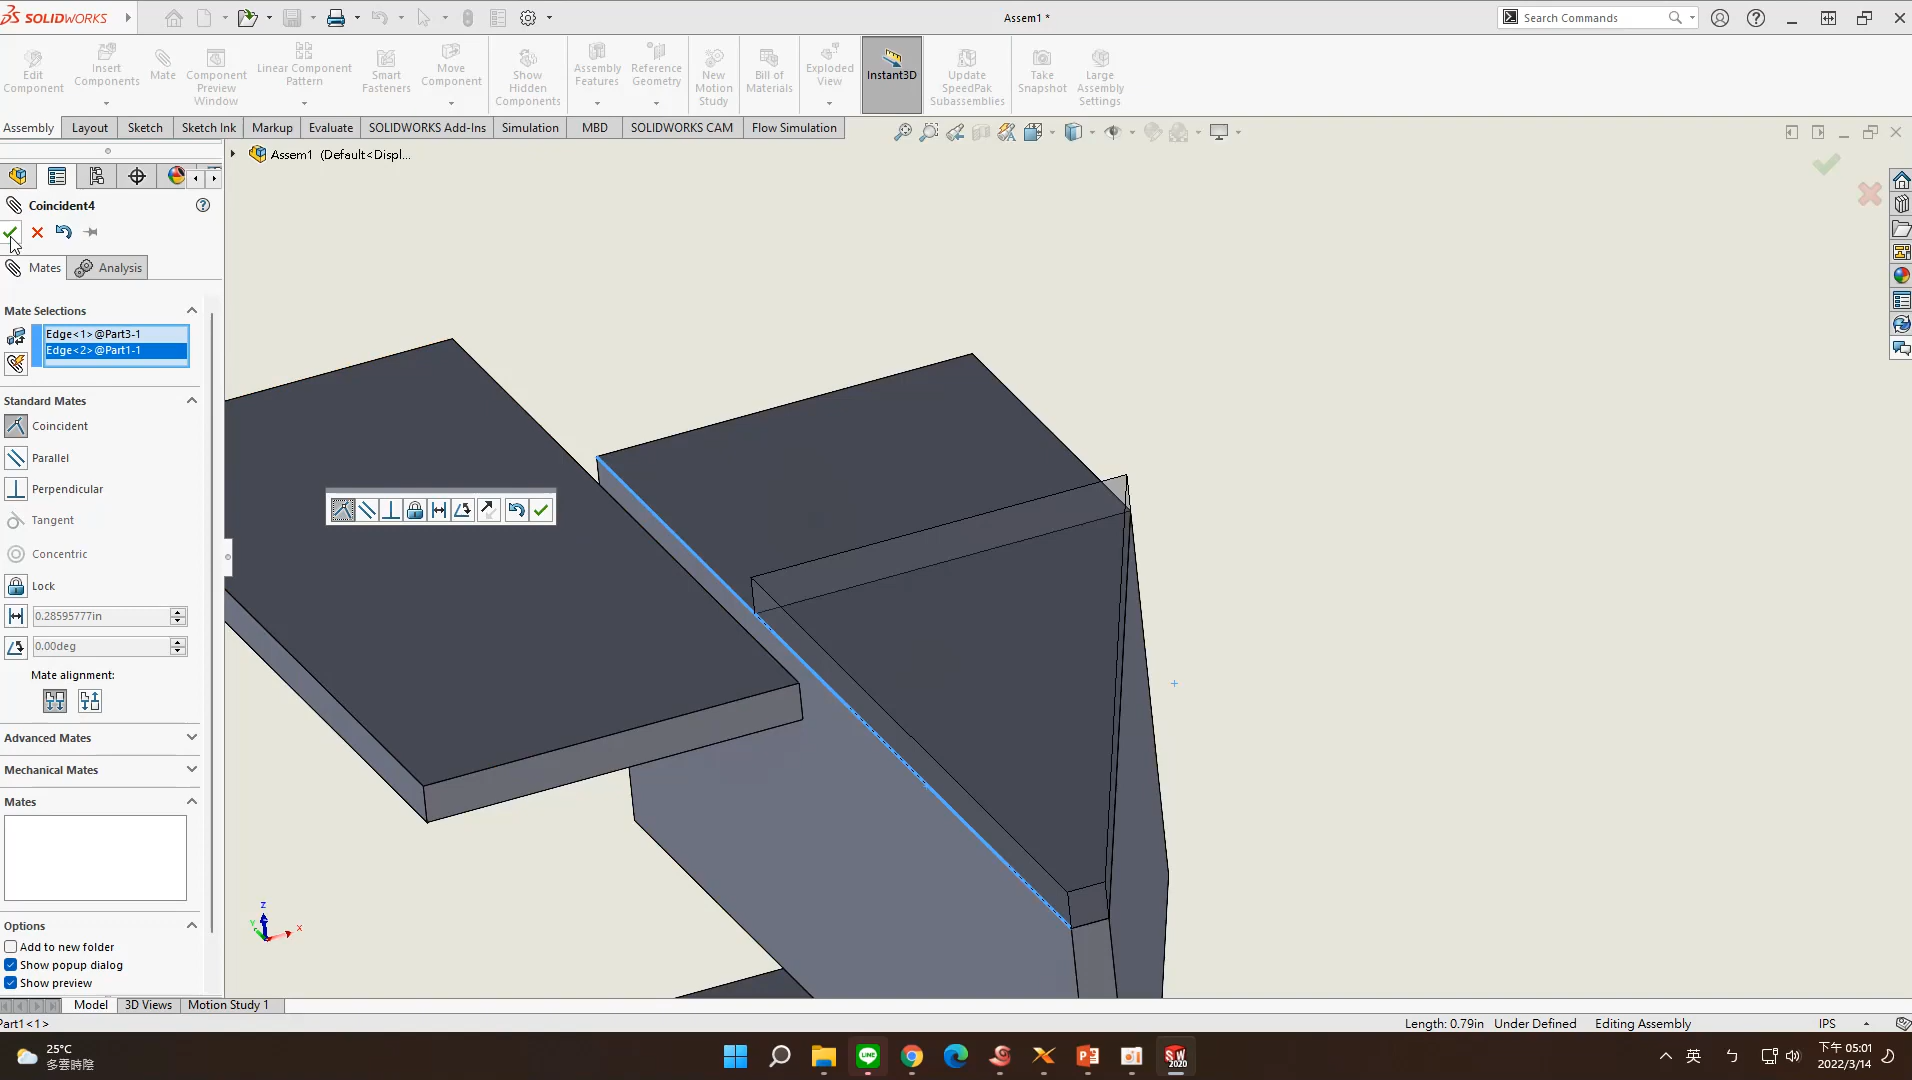 SOLIDWORKS
Assem1 *
Search Commands
Edit Component
Insert Components
Mate
Component Preview Window
Linear Component Pattern
Smart Fasteners
Move Component
Show Hidden Components
Assembly Features
Reference Geometry
New Motion Study
Bill of Materials
Exploded View
Instant3D
Update SpeedPak Subassemblies
Take Snapshot
Large Assembly Settings
Assembly
Layout
Sketch
Sketch Ink
Markup
Evaluate
SOLIDWORKS Add-Ins
Simulation
MBD
SOLIDWORKS CAM
Flow Simulation
Assem1 (Default<Displ...
Coincident4
Mates
Analysis
Mate Selections
Edge<1>@Part3-1
Edge<2>@Part1-1
Standard Mates
Coincident
Parallel
Perpendicular
Tangent
Concentric
Lock
0.28595777in
0.00deg
Mate alignment:
Advanced Mates
Mechanical Mates
Mates
Options
Add to new folder
Show popup dialog
Show preview
Z
Y
X
Model
3D Views
Motion Study 1
Part1<1>
Length: 0.79in
Under Defined
Editing Assembly
IPS
25°C
多雲時陰
SW
2020
英
ㄅ
下午 05:01
2022/3/14